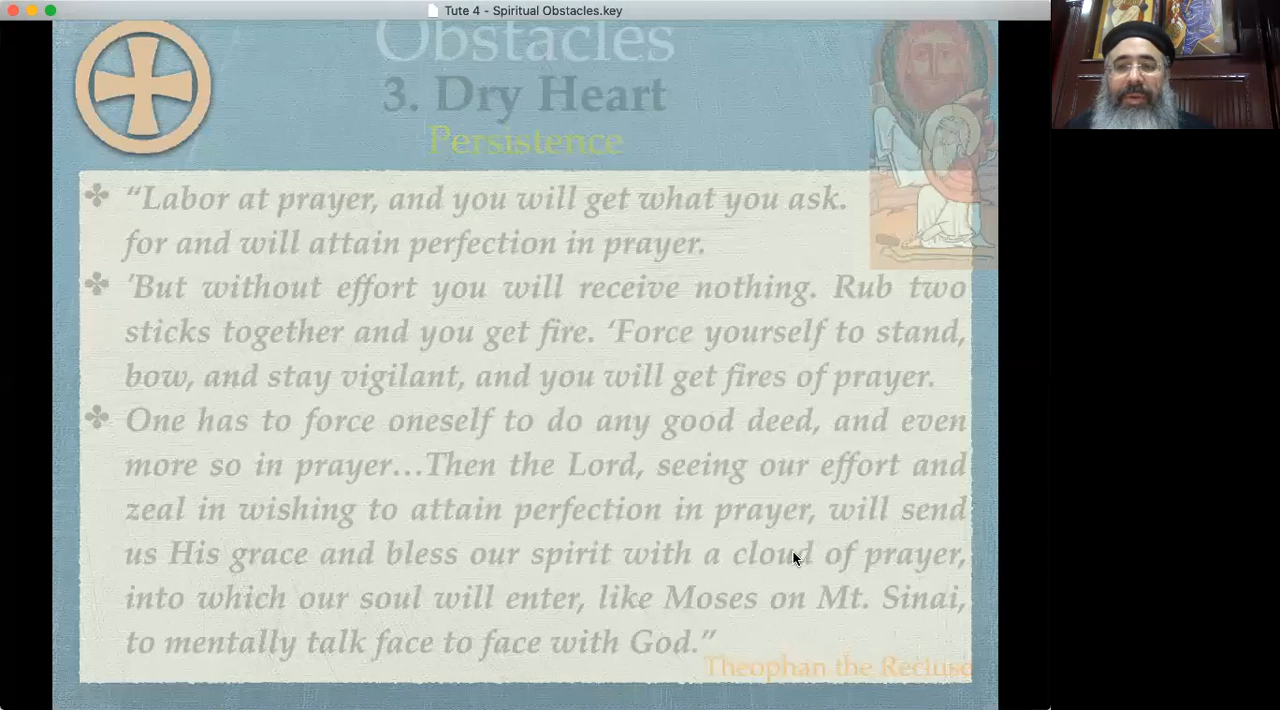 Tute 4 - Spiritual Obstacles.key
Obstacles
3. Dry Heart
Persistence
✤ “Labor at prayer, and you will get what you ask.
for and will attain perfection in prayer.
✤ 'But without effort you will receive nothing. Rub two
sticks together and you get fire. ‘Force yourself to stand,
bow, and stay vigilant, and you will get fires of prayer.
✤ One has to force oneself to do any good deed, and even
more so in prayer…Then the Lord, seeing our effort and
zeal in wishing to attain perfection in prayer, will send
us His grace and bless our spirit with a cloud of prayer,
into which our soul will enter, like Moses on Mt. Sinai,
to mentally talk face to face with God.”
Theophan the Recluse